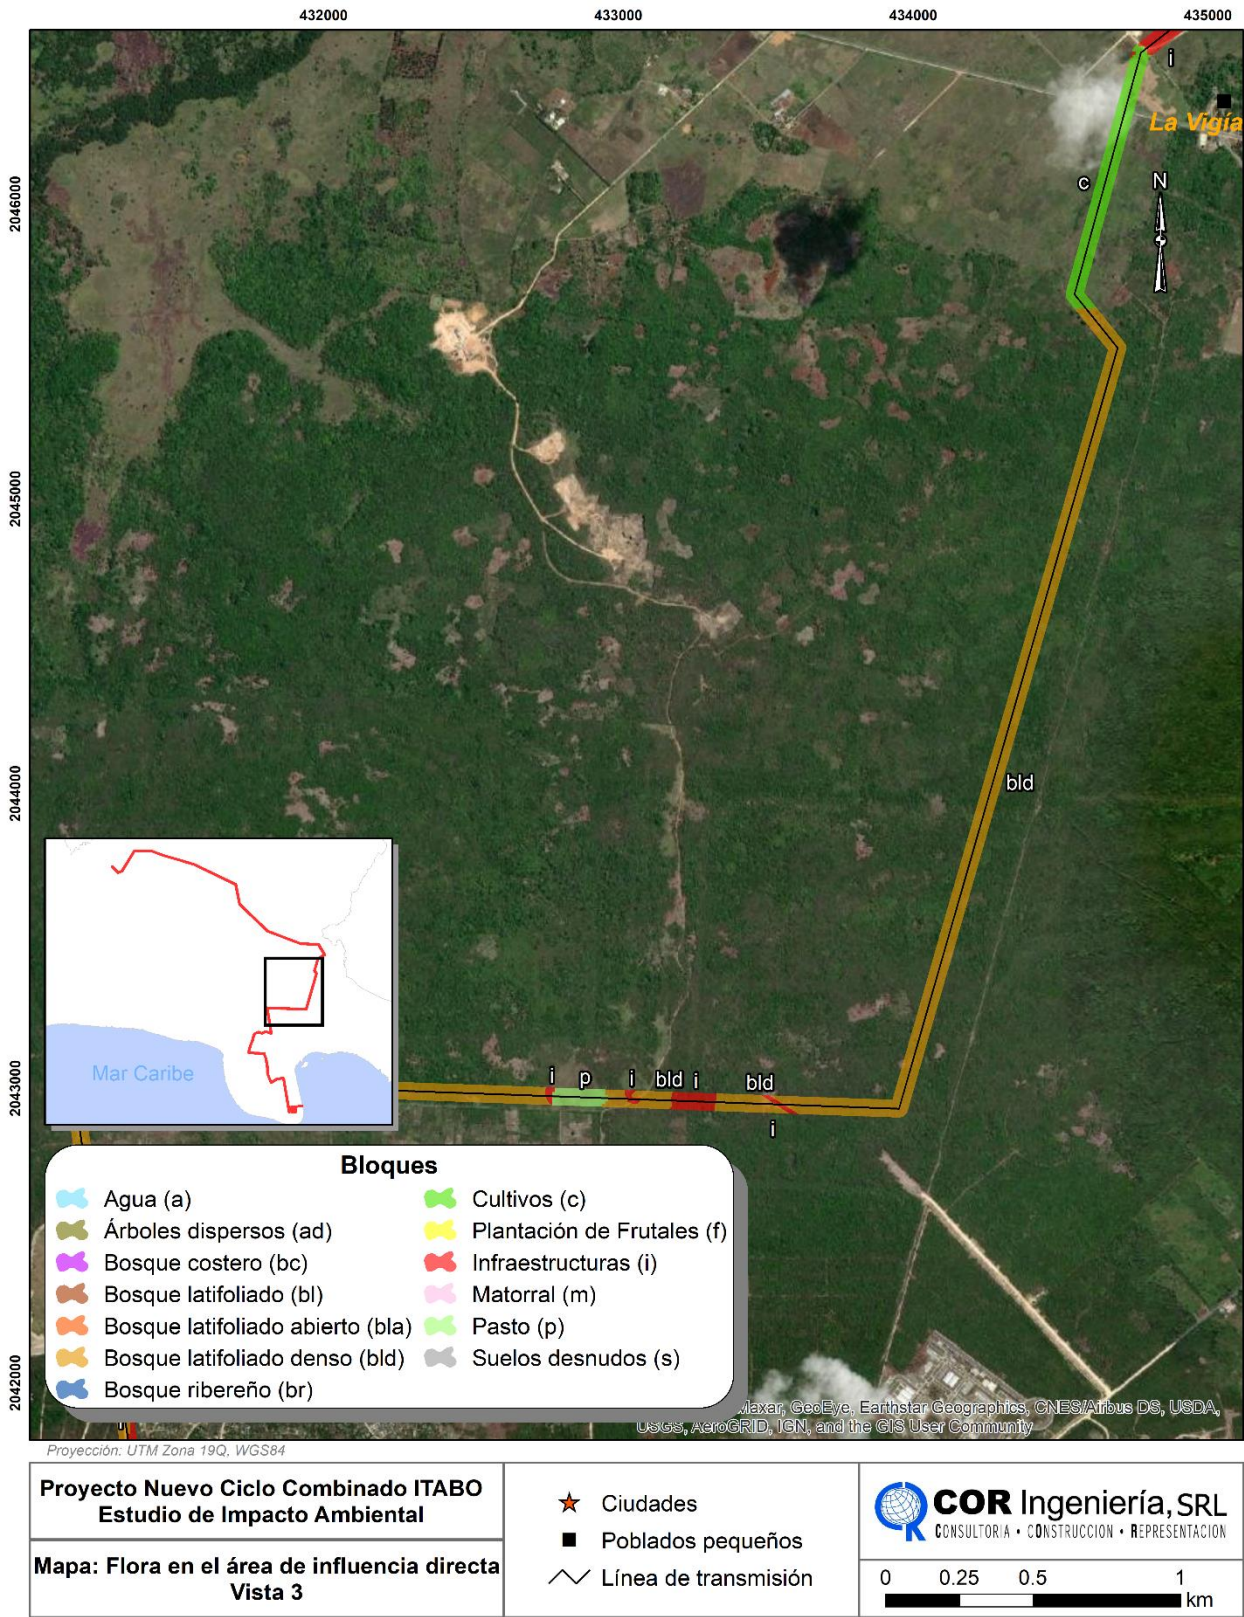 432000
433000
434000
435000
i
La Vigía
c
N
2046000
2045000
2044000
2043000
2042000
bld
i
p
i
bld
i
bld
i
Mar Caribe
Bloques
Agua (a)
Árboles dispersos (ad)
Bosque costero (bc)
Bosque latifoliado (bl)
Bosque latifoliado abierto (bla)
Bosque latifoliado denso (bld)
Bosque ribereño (br)
Cultivos (c)
Plantación de Frutales (f)
Infraestructuras (i)
Matorral (m)
Pasto (p)
Suelos desnudos (s)
Maxar, GeoEye, Earthstar Geographics, CNES/Airbus DS, USDA,
USGS, AeroGRID, IGN, and the GIS User Community
Proyección: UTM Zona 19Q, WGS84
Proyecto Nuevo Ciclo Combinado ITABO
Estudio de Impacto Ambiental
Mapa: Flora en el área de influencia directa
Vista 3
Ciudades
Poblados pequeños
Línea de transmisión
COR Ingeniería, SRL
CONSULTORIA • CONSTRUCCION • REPRESENTACION
0 0.25 0.5 1
km